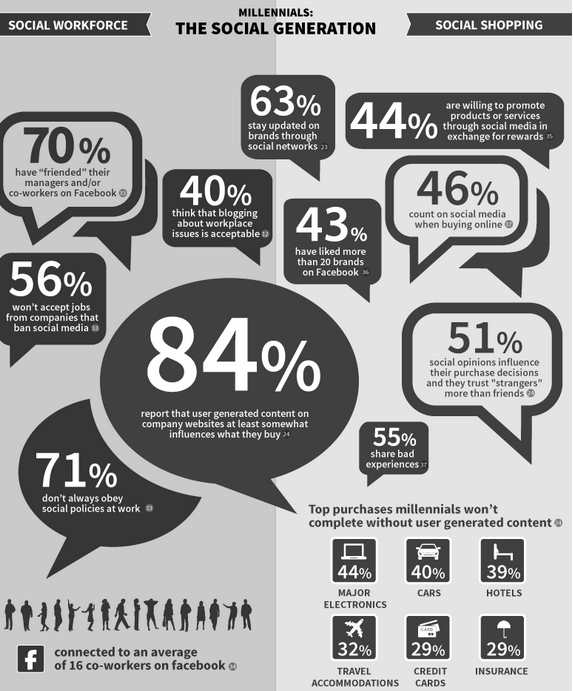 MILLENNIALS:
THE SOCIAL GENERATION
SOCIAL WORKFORCE
SOCIAL SHOPPING
70%
have “friended” their
managers and/or
co-workers on Facebook
40%
think that blogging
about workplace
issues is acceptable
56%
won’t accept jobs
from companies that
ban social media
63%
stay updated on
brands through
social networks 23
44%
are willing to promote
products or services
through social media in
exchange for rewards 35
46%
count on social media
when buying online
43%
have liked more
than 20 brands
on Facebook 36
84%
report that user generated content on
company websites at least somewhat
influences what they buy 24
51%
social opinions influence
their purchase decisions
and they trust "strangers"
more than friends
55%
share bad
experiences 37
71%
don’t always obey
social policies at work 33
connected to an average
of 16 co-workers on facebook
f
Top purchases millennials won’t
complete without user generated content
44%
MAJOR
ELECTRONICS
40%
CARS
39%
HOTELS
32%
TRAVEL
ACCOMMODATIONS
CARD
29%
CREDIT
CARDS
29%
INSURANCE